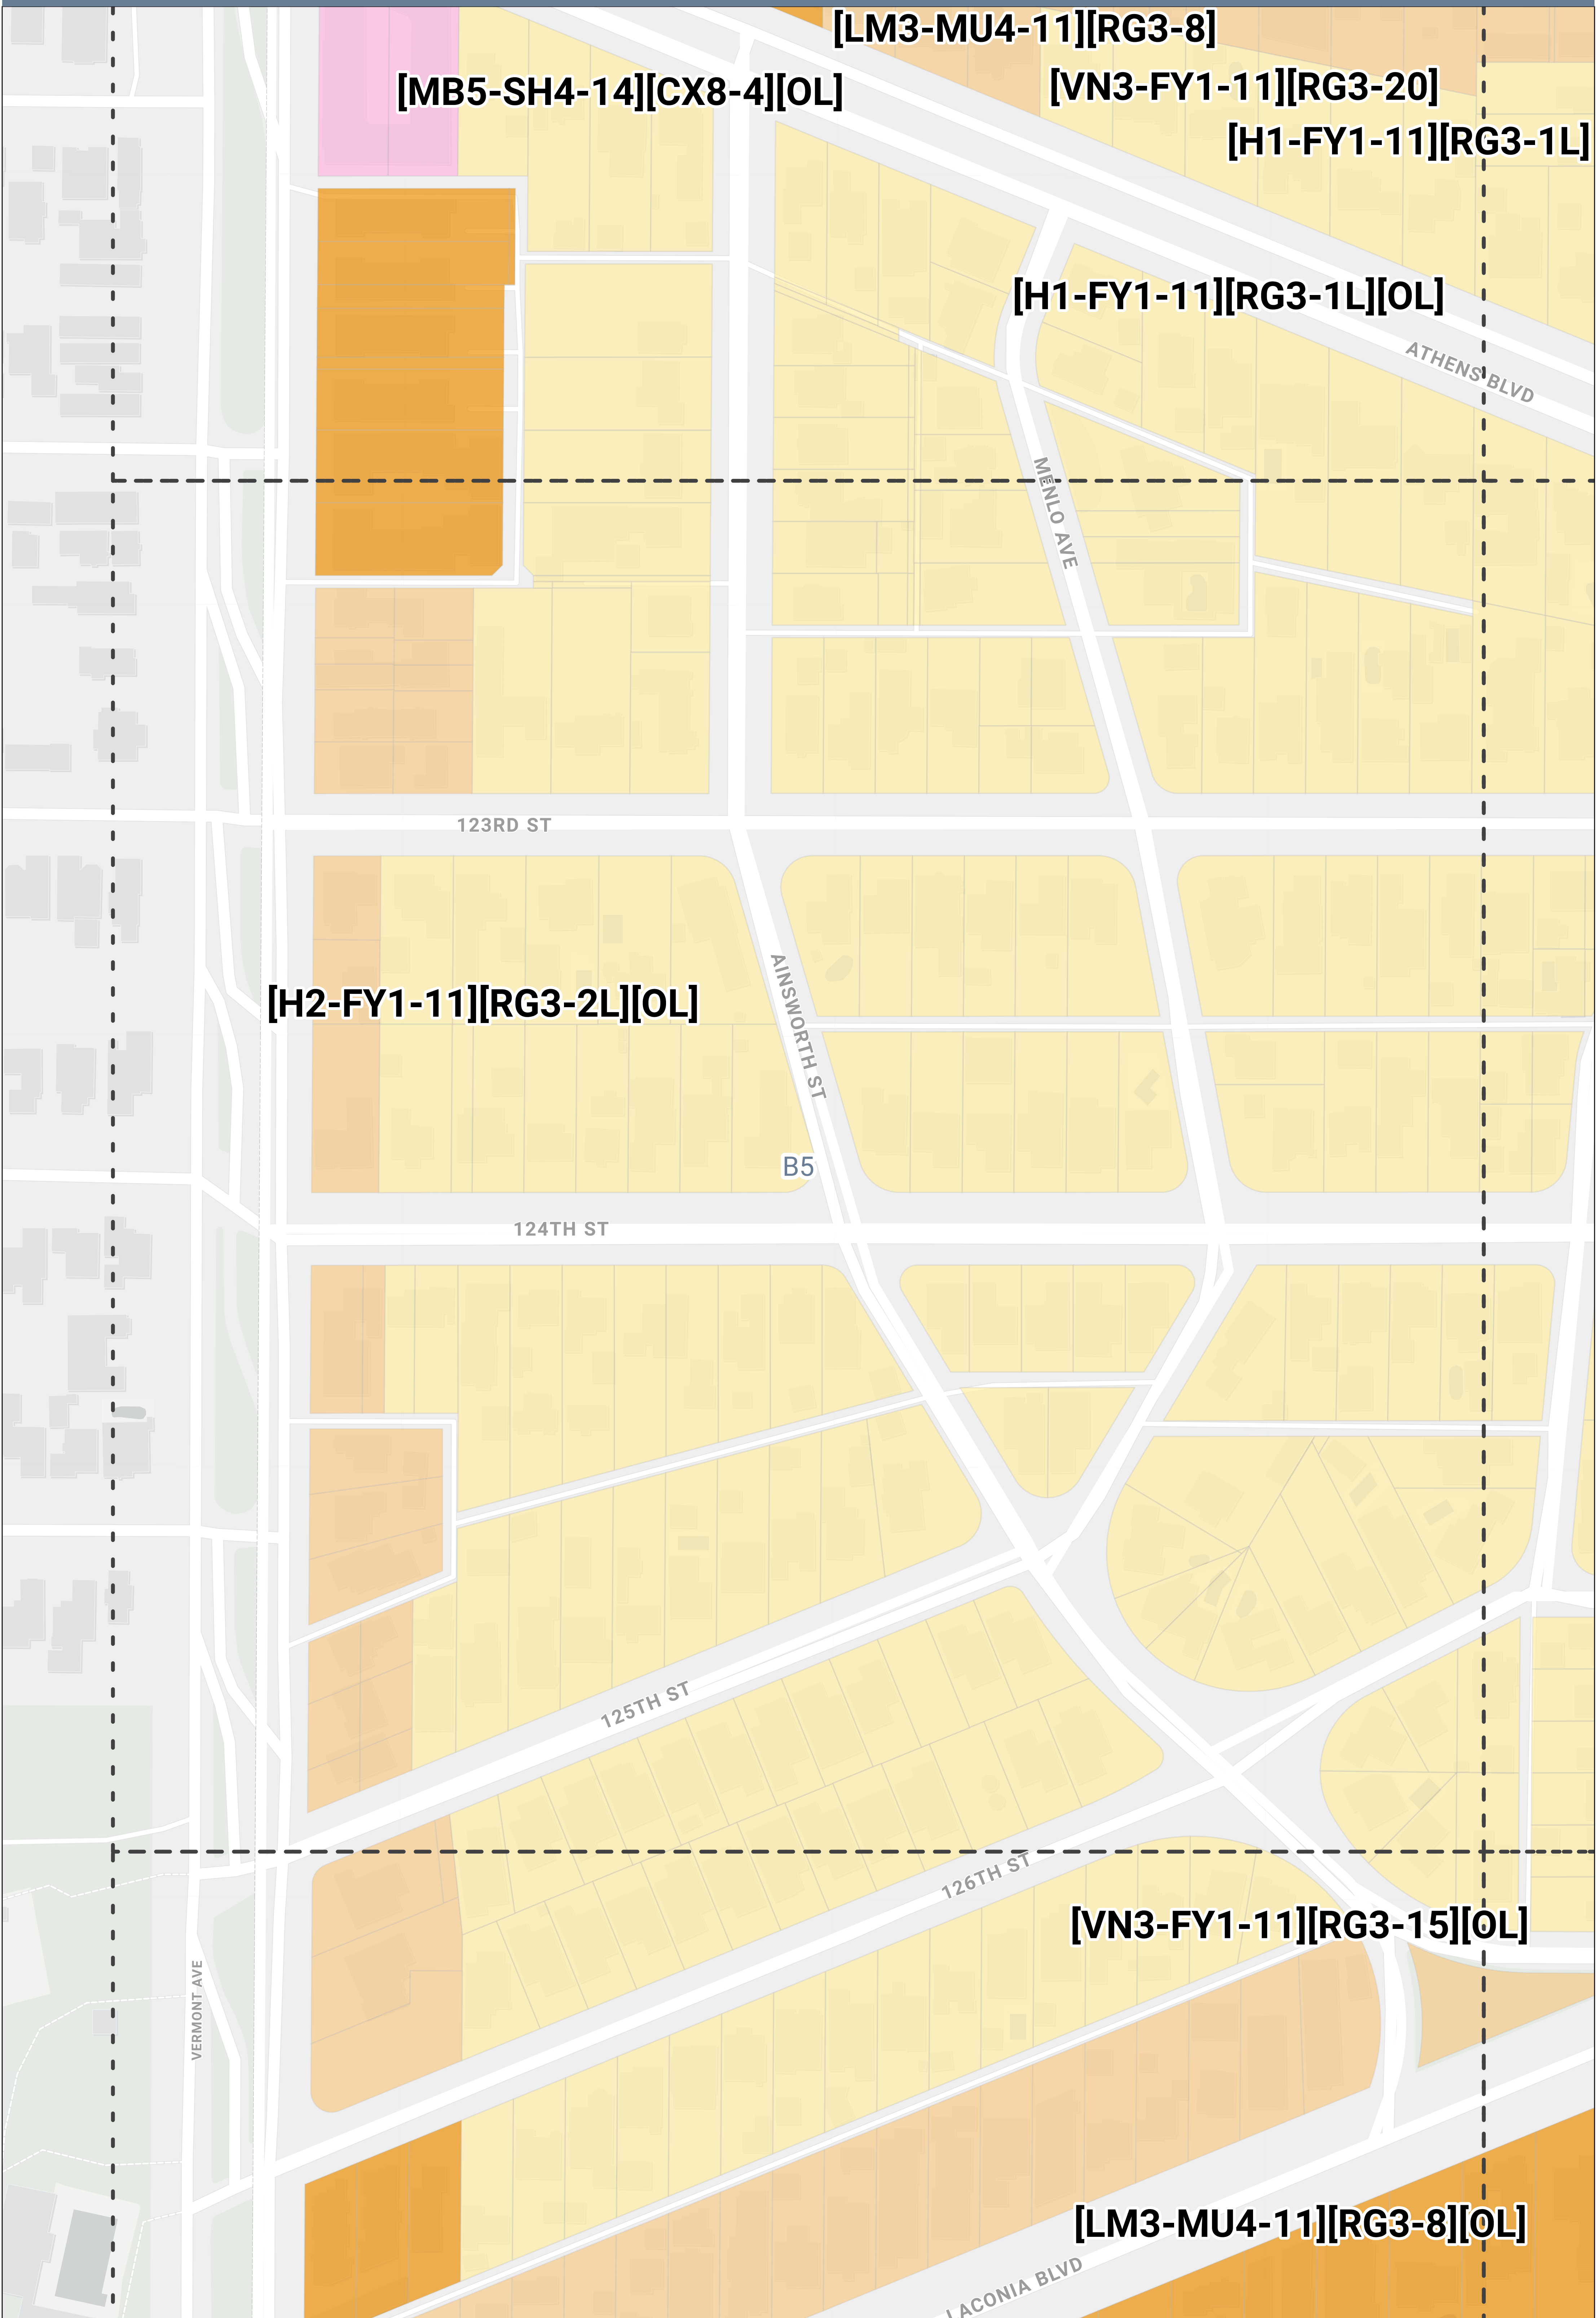 [LM3-MU4-11][RG3-8]
[MB5-SH4-14][CX8-4][OL]
[VN3-FY1-11][RG3-20]
[H1-FY1-11][RG3-1L]
[H1-FY1-11][RG3-1L][OL]
ATHENS BLVD
MENLO AVE
123RD ST
[H2-FY1-11][RG3-2L][OL]
AINSWORTH ST
B5
124TH ST
125TH ST
126TH ST
[VN3-FY1-11][RG3-15][OL]
VERMONT AVE
[LM3-MU4-11][RG3-8][OL]
LACONIA BLVD